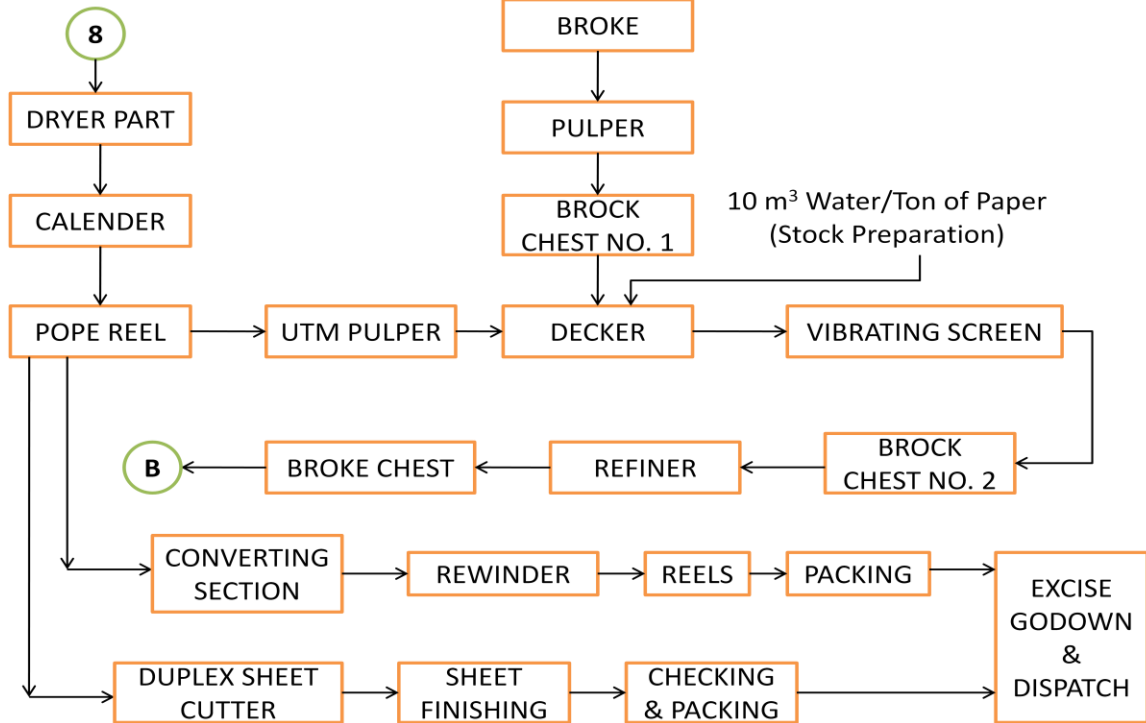 8
BROKE
DRYER PART
PULPER
CALENDER
BROCK
CHEST NO. 1
10 m³ Water/Ton of Paper
(Stock Preparation)
POPE REEL
UTM PULPER
DECKER
VIBRATING SCREEN
B
BROKE CHEST
REFINER
BROCK
CHEST NO. 2
CONVERTING
SECTION
REWINDER
REELS
PACKING
EXCISE
GODOWN
&
DISPATCH
DUPLEX SHEET
CUTTER
SHEET
FINISHING
CHECKING
& PACKING